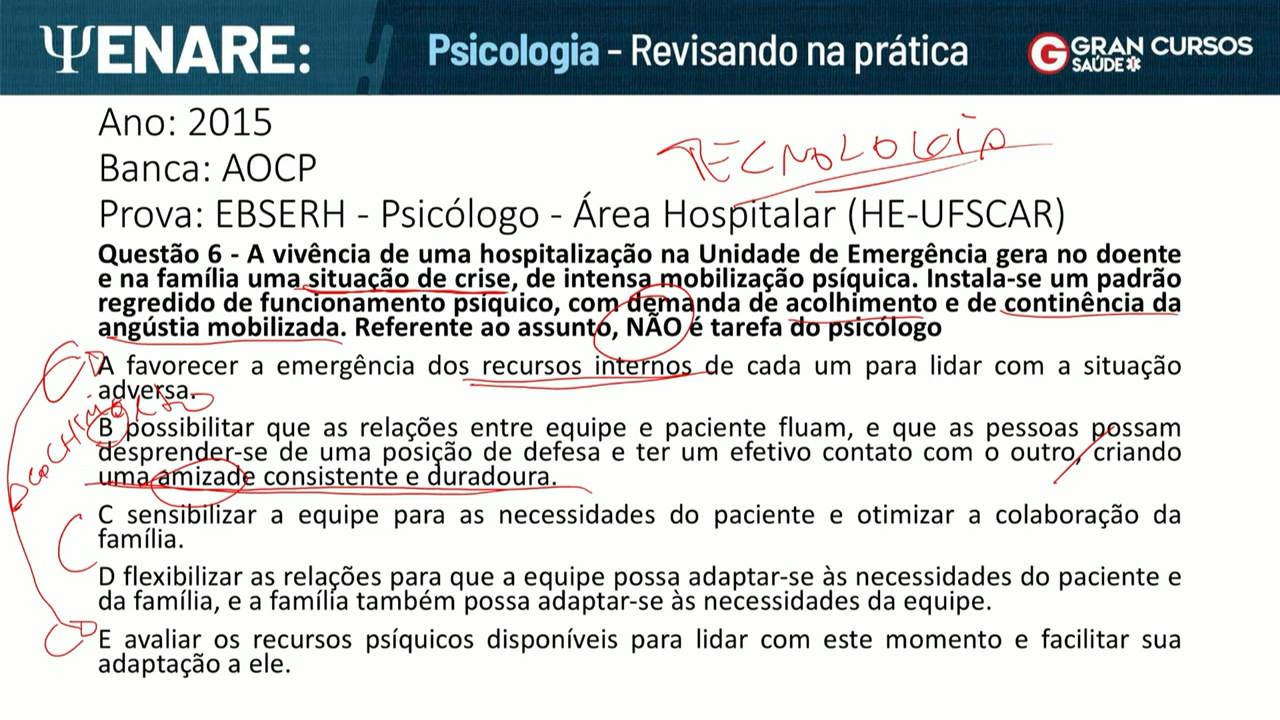 ΨENARE:
Psicologia - Revisando na prática
GRAN CURSOS
SAÚDE
Ano: 2015
TECNOLOGIA
Banca: AOCP
Prova: EBSERH - Psicólogo - Área Hospitalar (HE-UFSCAR)
Questão 6 - A vivência de uma hospitalização na Unidade de Emergência gera no doente
e na família uma situação de crise, de intensa mobilização psíquica. Instala-se um padrão
regredido de funcionamento psíquico, com demanda de acolhimento e de continência da
angústia mobilizada. Referente ao assunto, NÃO é tarefa do psicólogo
A favorecer a emergência dos recursos internos de cada um para lidar com a situação
adversa.
B possibilitar que as relações entre equipe e paciente fluam, e que as pessoas possam
desprender-se de uma posição de defesa e ter um efetivo contato com o outro, criando
uma amizade consistente e duradoura.
C sensibilizar a equipe para as necessidades do paciente e otimizar a colaboração da
família.
D flexibilizar as relações para que a equipe possa adaptar-se às necessidades do paciente e
da família, e a família também possa adaptar-se às necessidades da equipe.
E avaliar os recursos psíquicos disponíveis para lidar com este momento e facilitar sua
adaptação a ele.